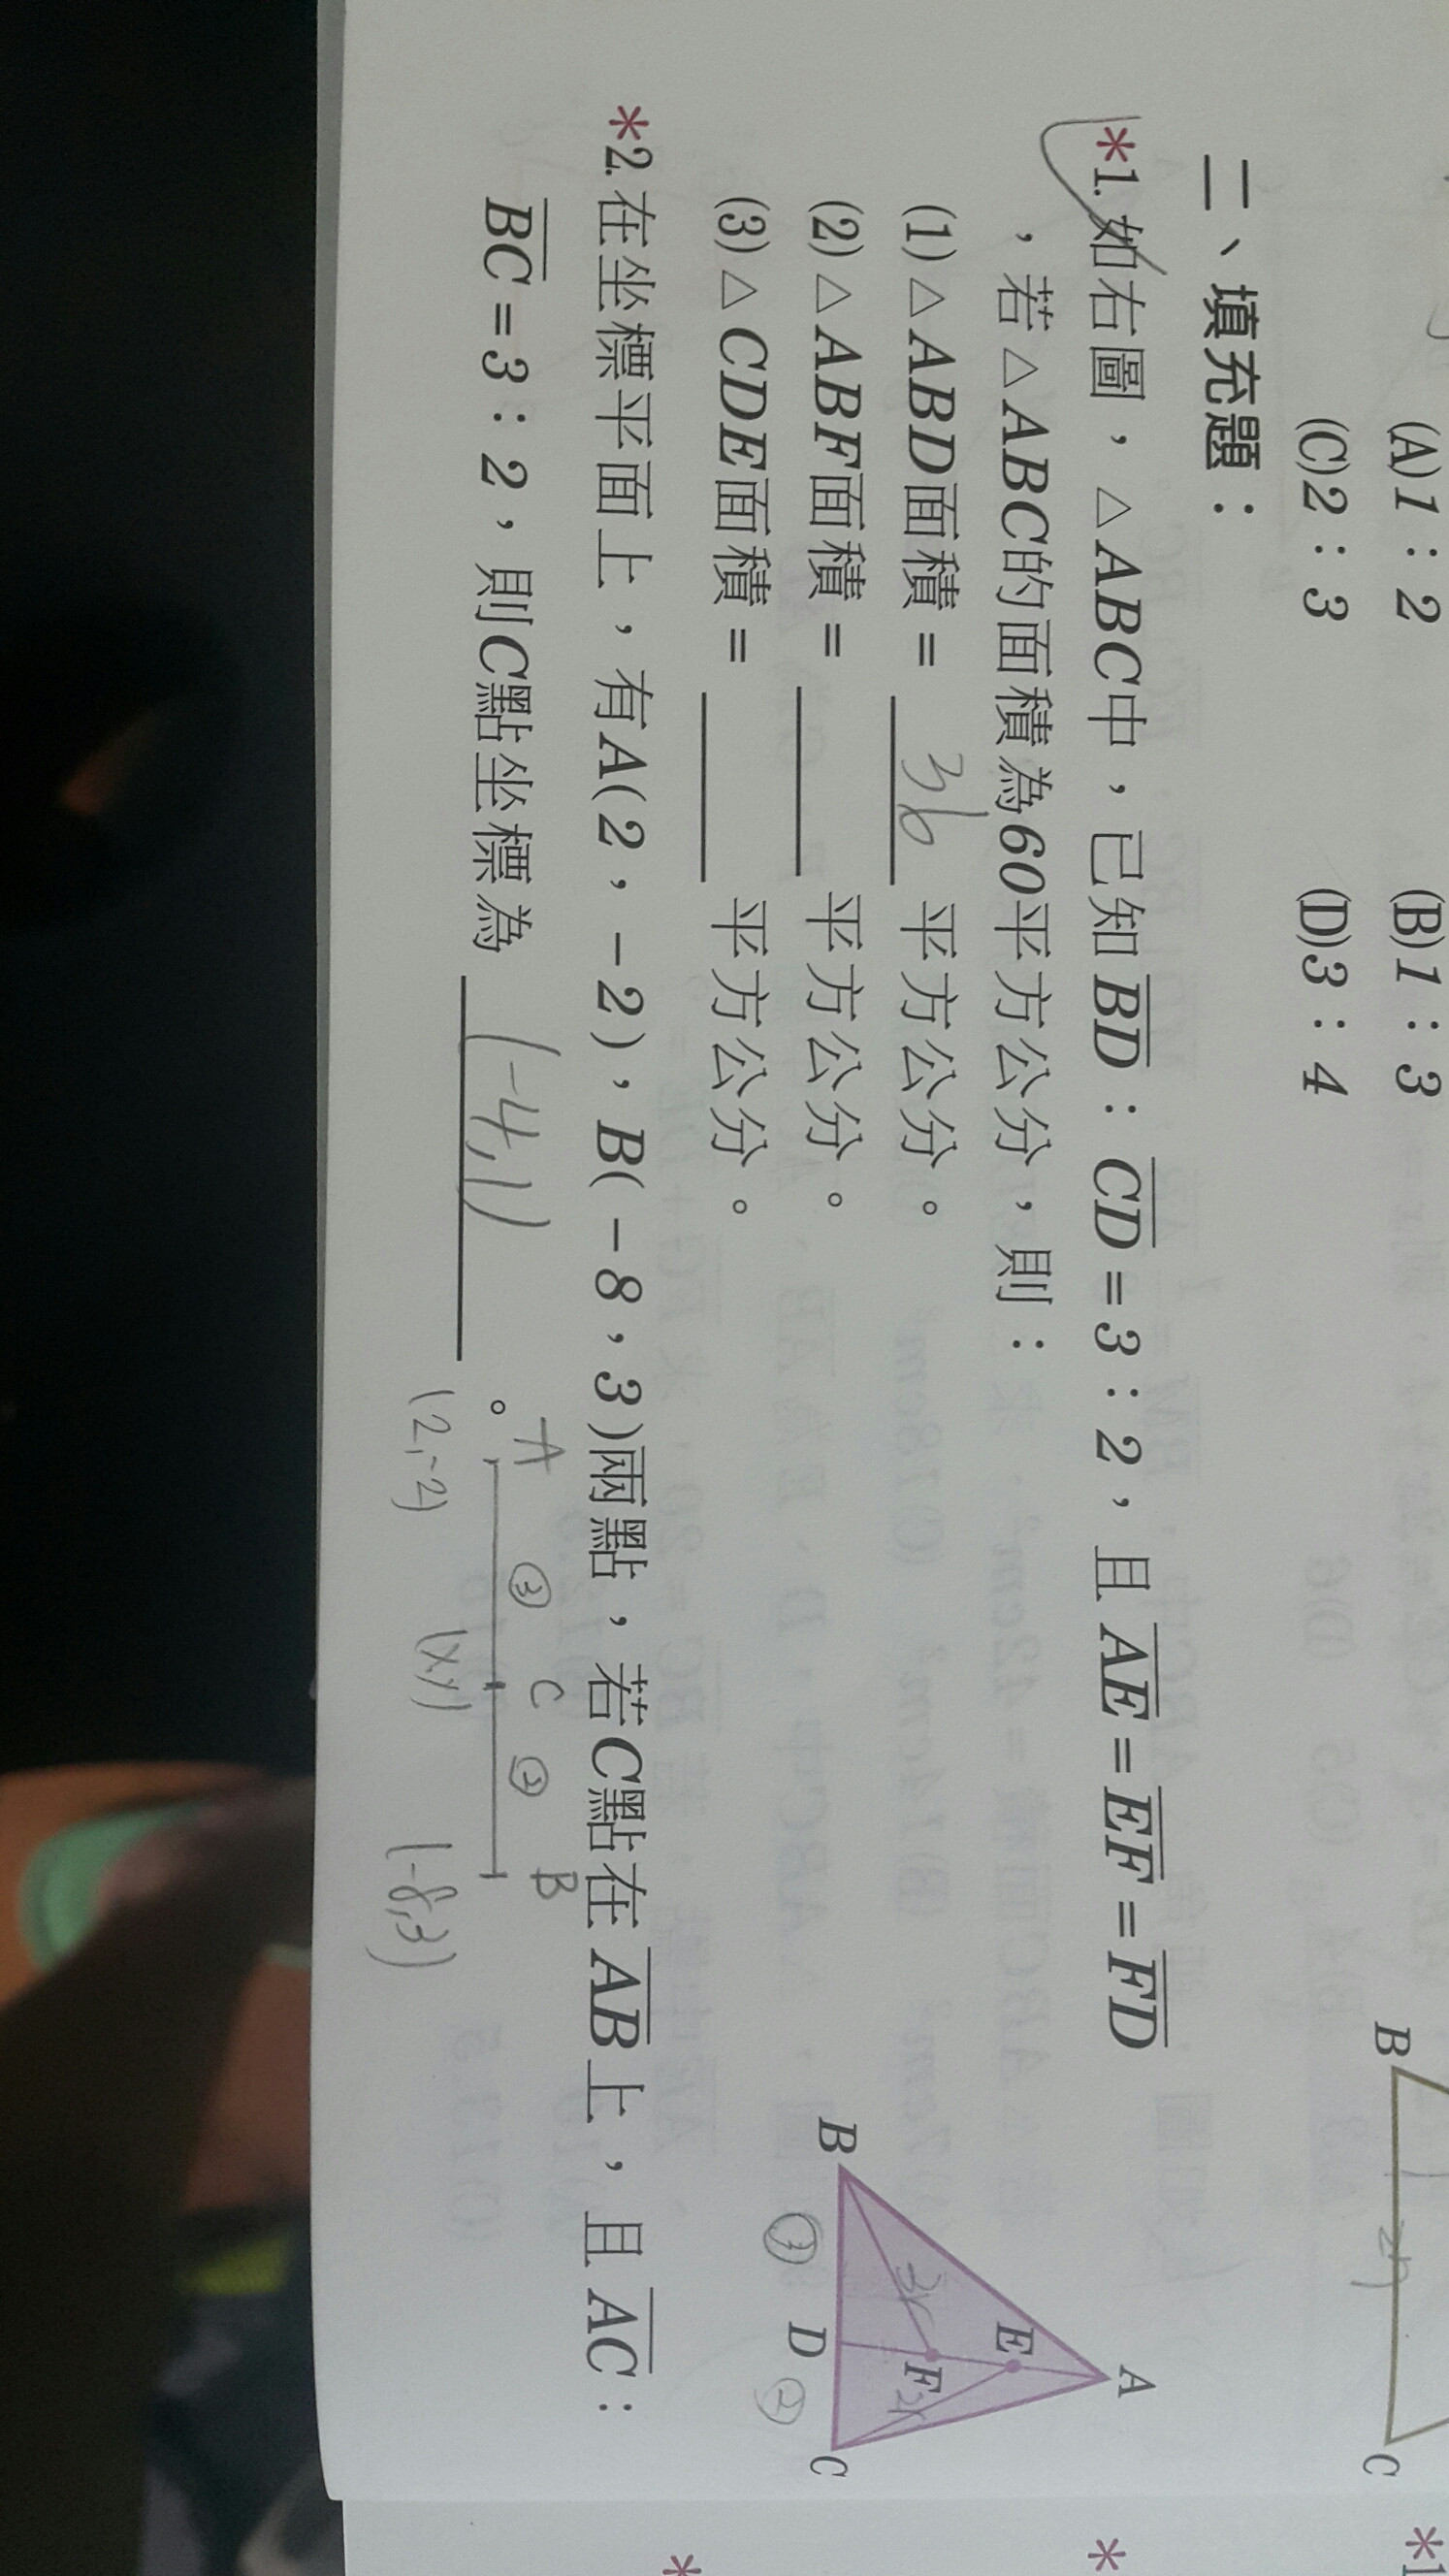 (A)1：2 (B)1：3
(C)2：3 (D)3：4
B C
二、填充題：
*1.如右圖，△ABC中，已知BD：CD=3：2，且AE=EF=FD
，若△ABC的面積為60平方公分，則：
(1)△ABD面積= 36 平方公分。
(2)△ABF面積= 平方公分。
(3)△CDE面積= 平方公分。
A
E
F
B D C
3x 2x
③ ②
*2.在坐標平面上，有A(2，-2)，B(-8，3)兩點，若C點在AB上，且AC：
BC=3：2，則C點坐標為 (-4,1) 。
A ③ C ② B
(2,-2) (x,y) (-8,3)
*1
*
*